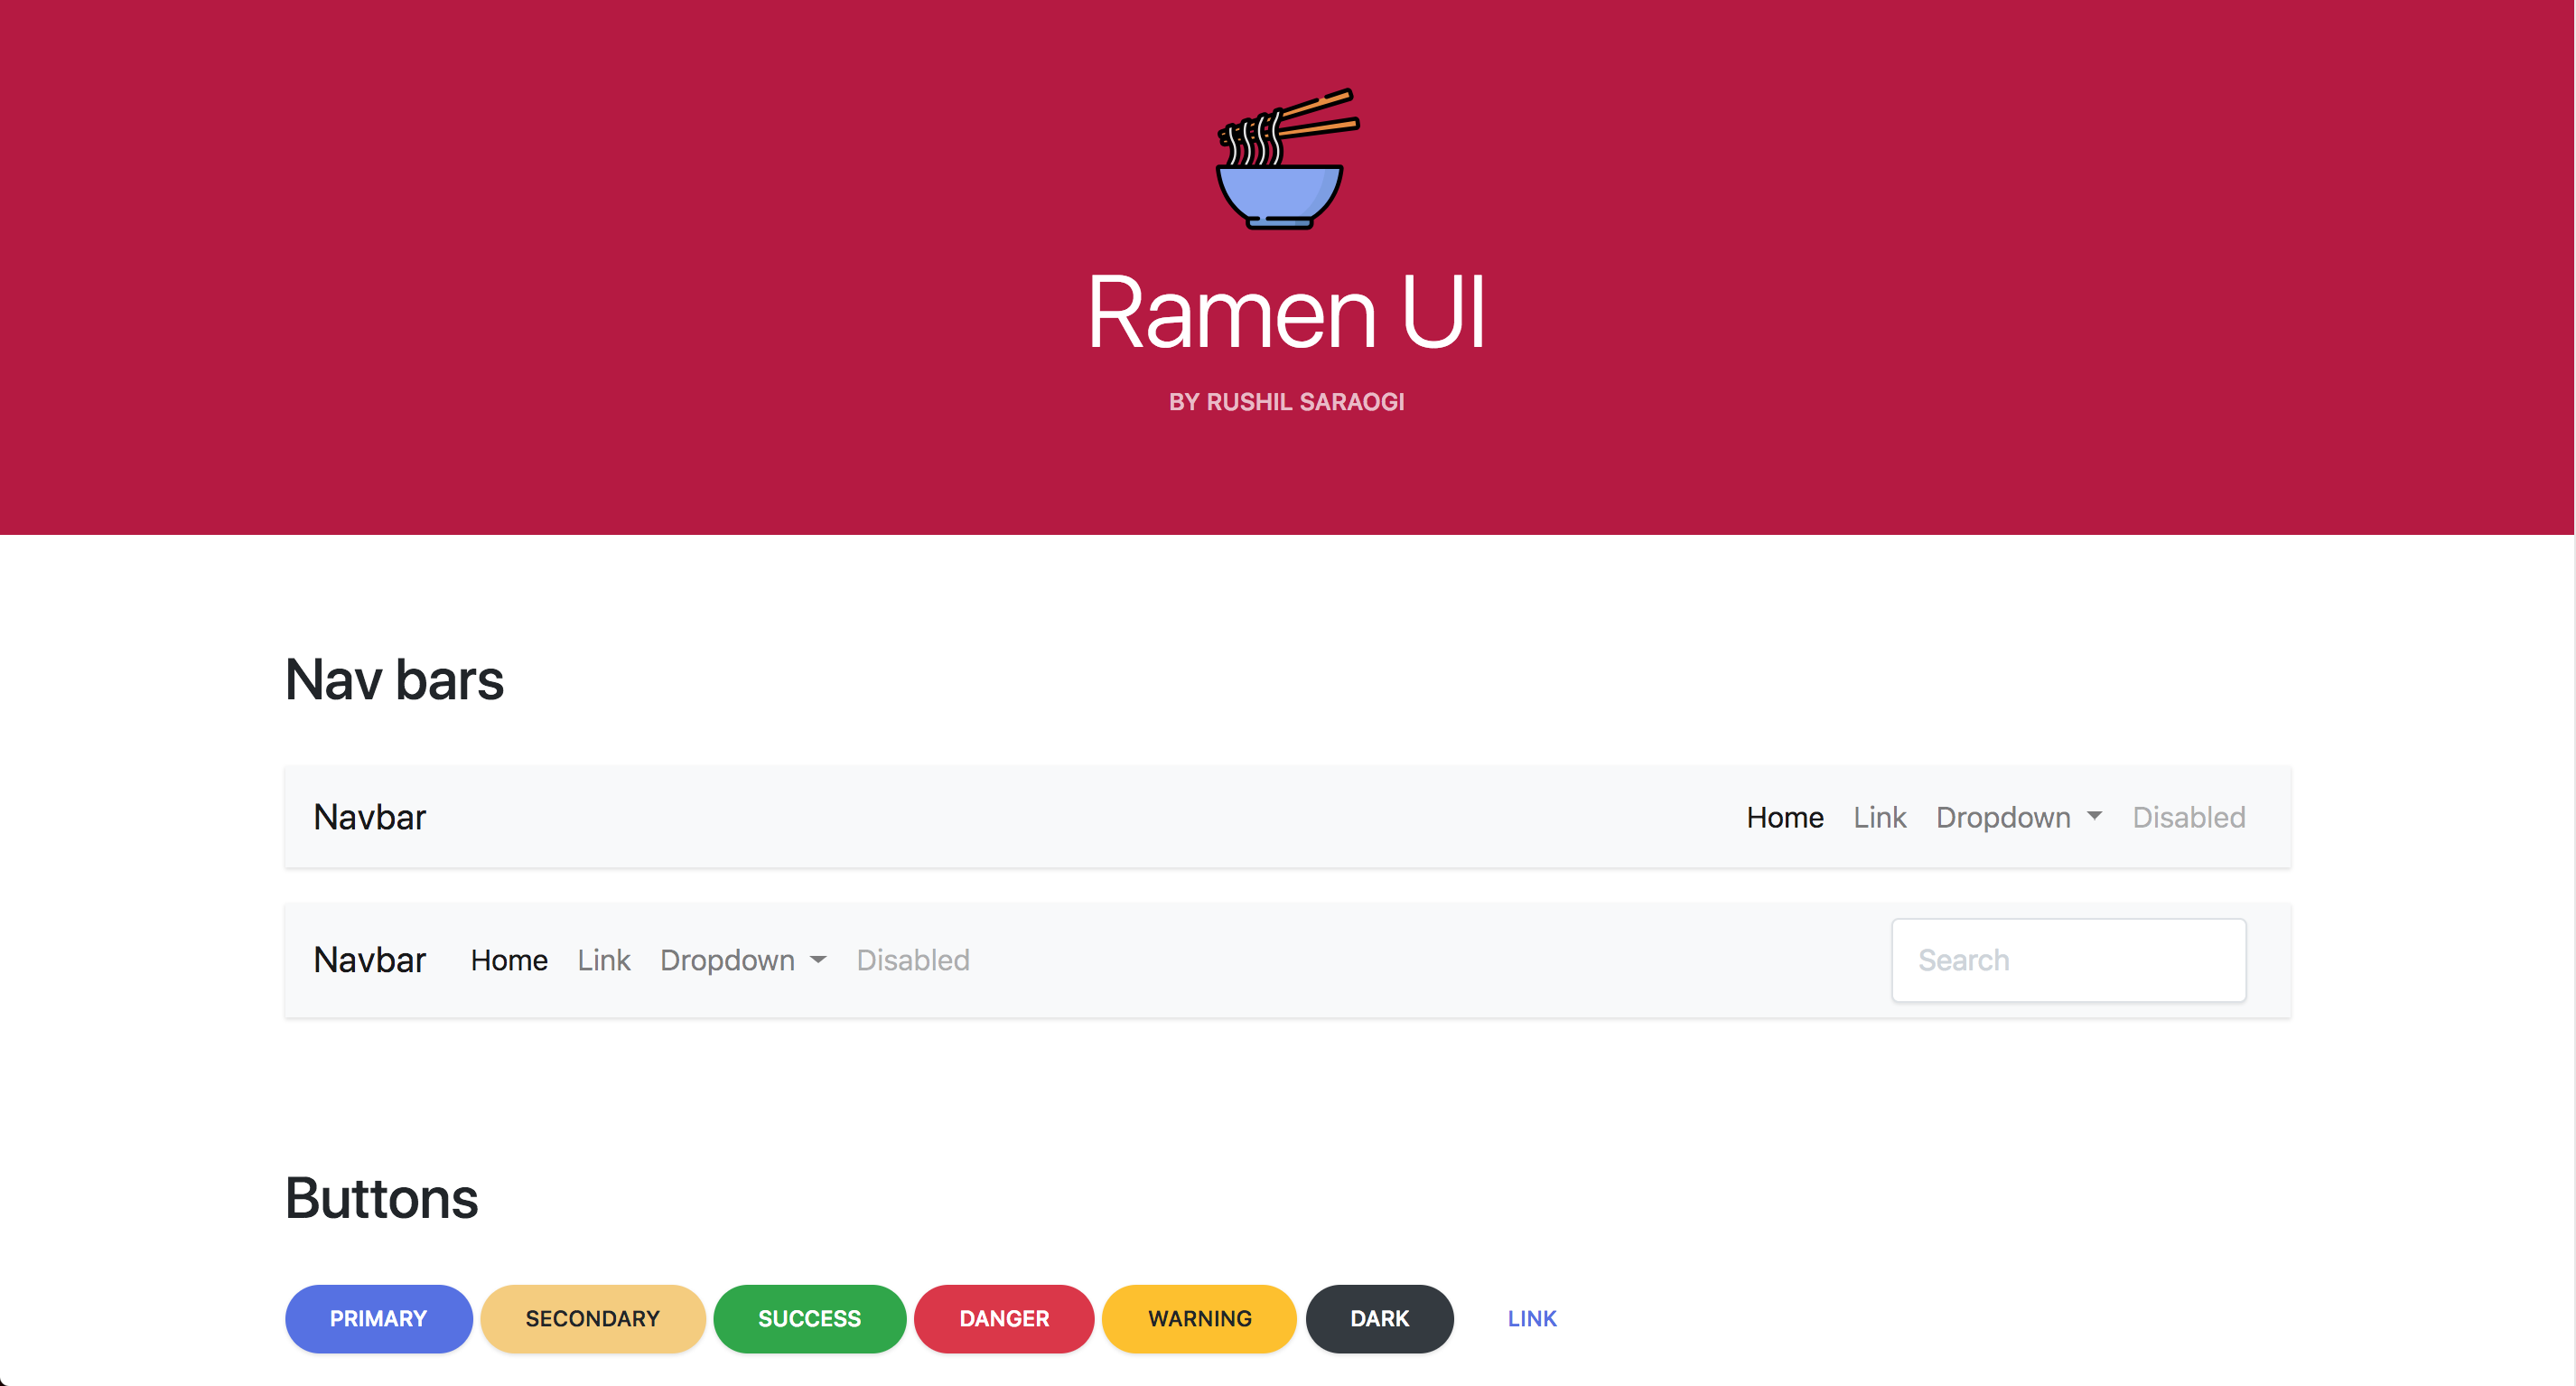 Ramen UI
BY RUSHIL SARAOGI
Nav bars
Navbar Home Link Dropdown Disabled
Navbar Home Link Dropdown Disabled Search
Buttons
PRIMARY SECONDARY SUCCESS DANGER WARNING DARK LINK